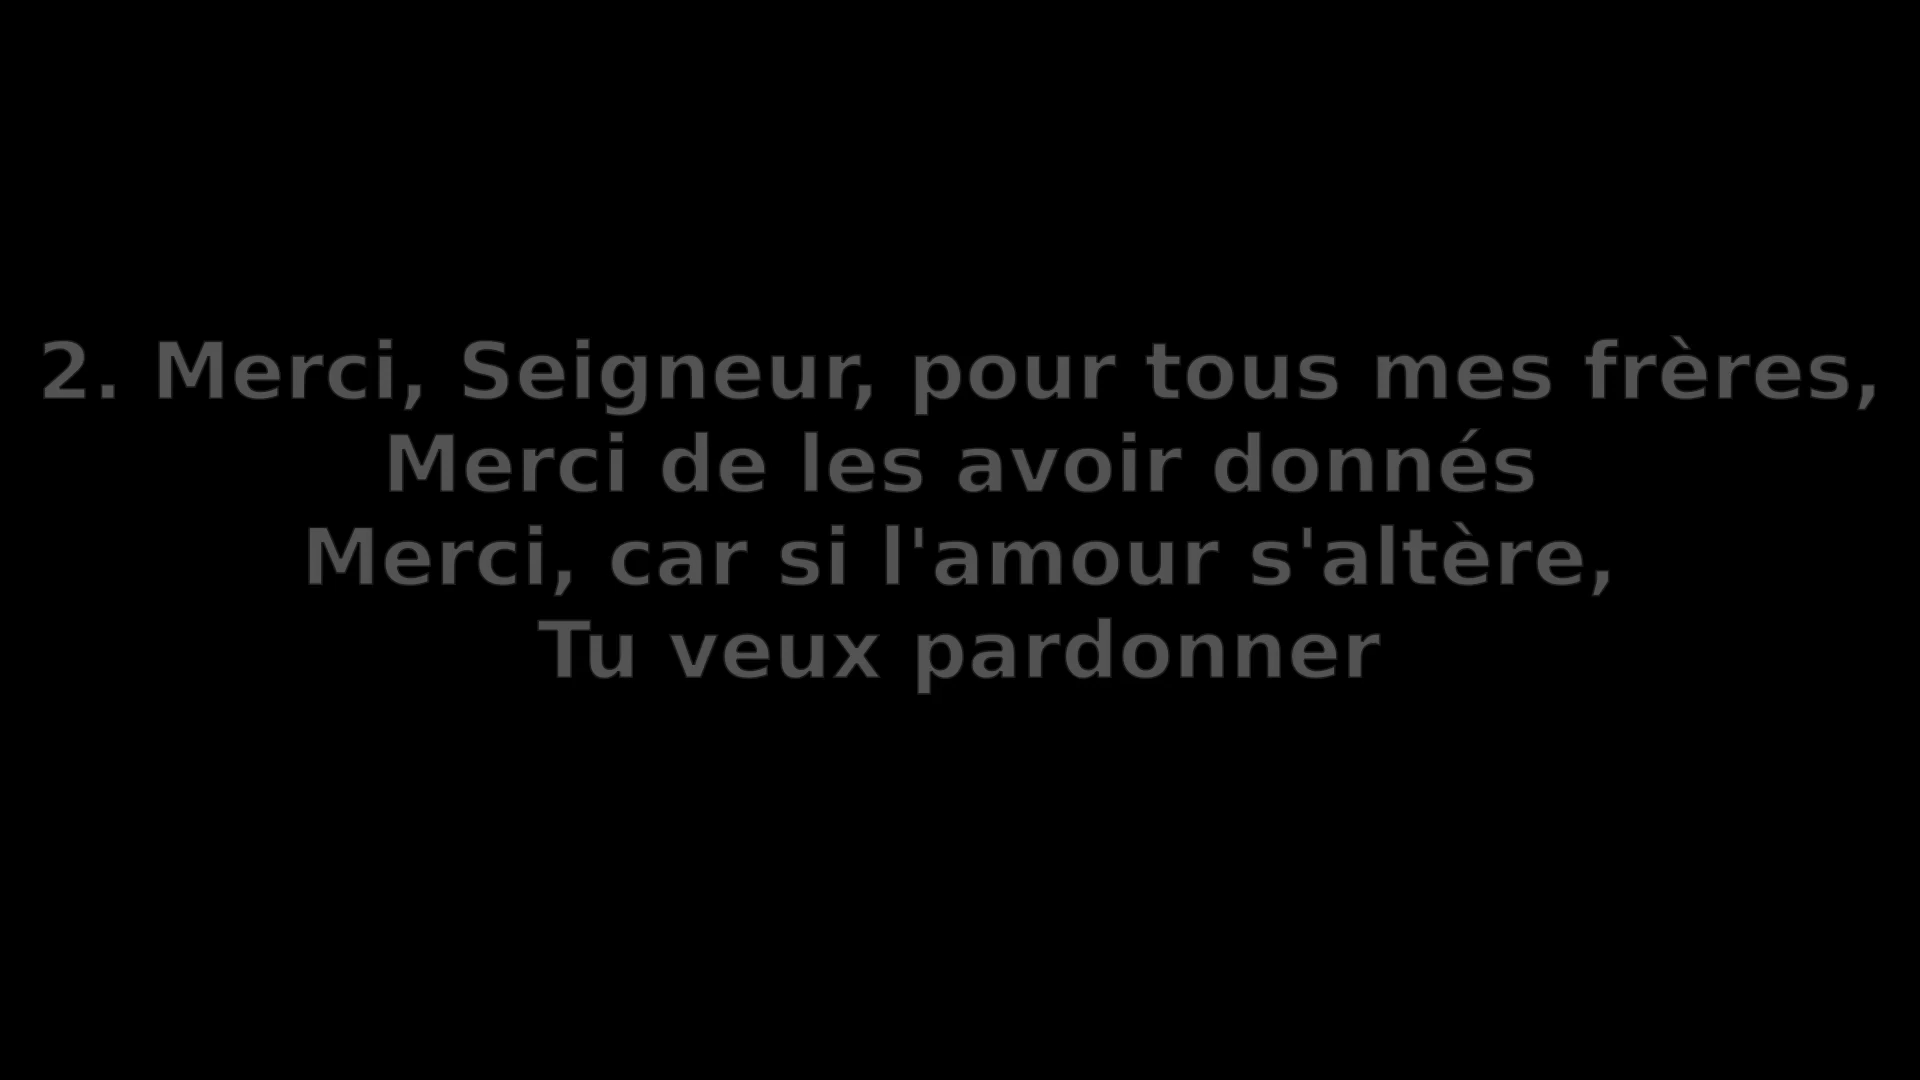 2. Merci, Seigneur, pour tous mes frères,
Merci de les avoir donnés
Merci, car si l'amour s'altère,
Tu veux pardonner